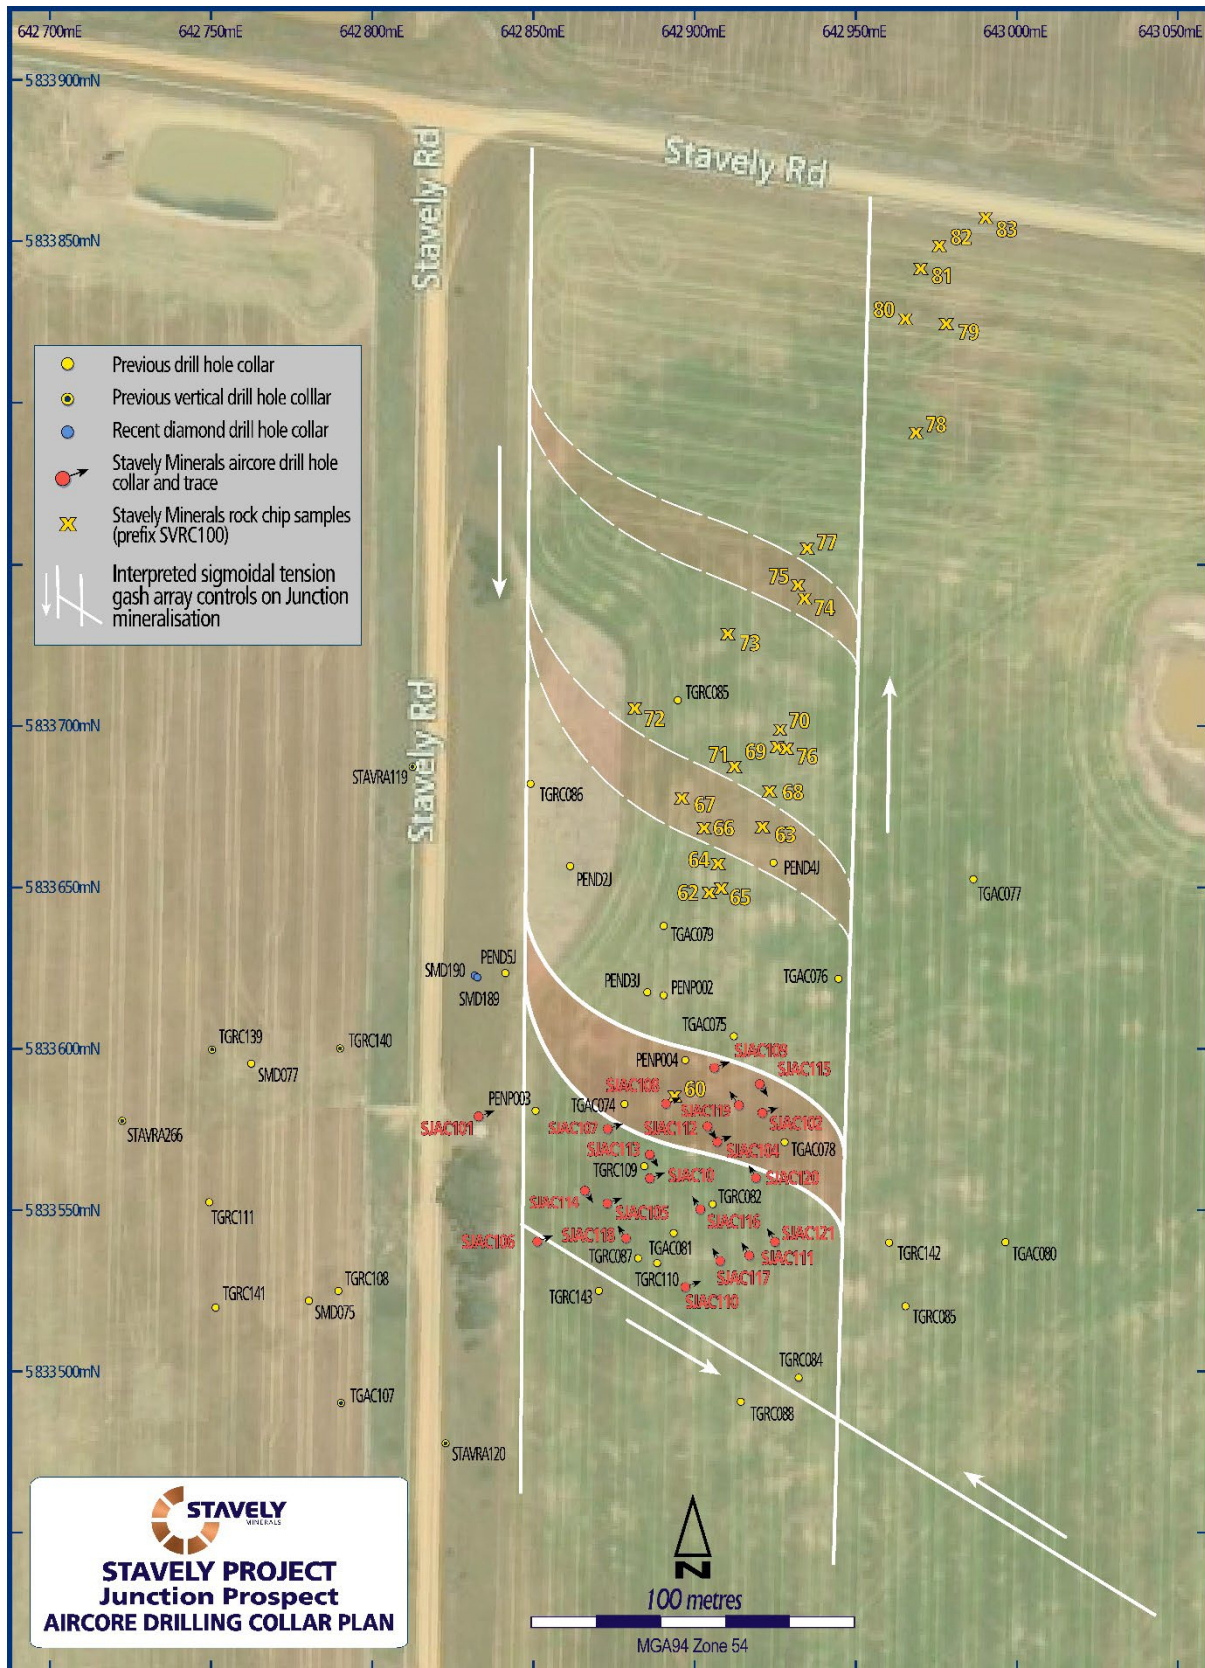 642 700mE
642 750mE
642 800mE
642 850mE
642 900mE
642 950mE
643 000mE
643 050mE
5 833 900mN
Stavely Rd
Stavely Rd
83
82
5 833 850mN
81
80
79
Previous drill hole collar
Previous vertical drill hole colllar
Recent diamond drill hole collar
Stavely Minerals aircore drill hole
collar and trace
Stavely Minerals rock chip samples
(prefix SVRC100)
Interpreted sigmoidal tension
gash array controls on Junction
mineralisation
78
77
75
74
73
TGRC085
72
5 833 700mN
70
69
76
71
STAVRA119
Stavely Rd
TGRC086
68
67
66
63
64
PEND4J
PEND2J
5 833 650mN
62
65
TGAC077
TGAC079
SMD190
PEND5J
SMD189
PEND3J
PENP002
TGAC076
TGAC075
TGRC139
TGRC140
5 833 600mN
SMD077
PENP004
SJAC109
SJAC115
SJAC108
60
PENP003
TGAC074
SJAC119
SJAC102
STAVRA266
SJAC101
SJAC107
SJAC112
SJAC104
TGAC078
SJAC113
TGRC109
SJAC10
SJAC120
SJAC114
SJAC105
TGRC082
5 833 550mN
TGRC111
SJAC116
SJAC106
SJAC118
TGAC081
SJAC121
TGRC087
SJAC111
TGRC142
TGAC080
TGRC110
SJAC117
TGRC108
TGRC141
SMD075
TGRC143
SJAC110
TGRC085
5 833 500mN
TGRC084
TGAC107
TGRC088
STAVRA120
STAVELY
MINERALS
STAVELY PROJECT
Junction Prospect
AIRCORE DRILLING COLLAR PLAN
N
100 metres
MGA94 Zone 54